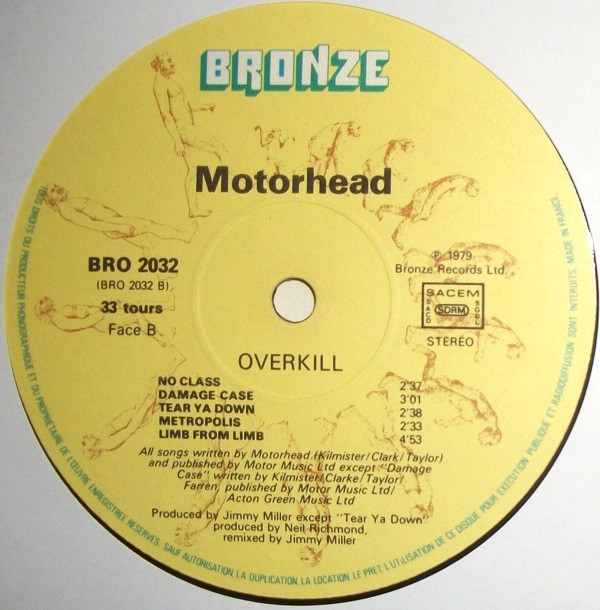 BRONZE
Motorhead
BRO 2032
(BRO 2032 B)
33 tours
Face B
℗ 1979
Bronze Records Ltd.
SACEM
SACD
SDRM
SGDL
STÉRÉO
OVERKILL
NO CLASS 2'37
DAMAGE CASE 3'01
TEAR YA DOWN 2'38
METROPOLIS 2'33
LIMB FROM LIMB 4'53
All songs written by Motorhead (Kilmister/Clark/Taylor)
and published by Motor Music Ltd except "Damage
Case" written by Kilmister/Clarke/Taylor/
Farren, published by Motor Music Ltd/
Acton Green Music Ltd
Produced by Jimmy Miller except "Tear Ya Down"
produced by Neil Richmond,
remixed by Jimmy Miller
TOUS DROITS DU PRODUCTEUR PHONOGRAPHIQUE ET DU PROPRIETAIRE DE L'ŒUVRE ENREGISTREE RESERVES. SAUF AUTORISATION, LA DUPLICATION, LA LOCATION, LE PRET, L'UTILISATION DE CE DISQUE POUR EXECUTION PUBLIQUE ET RADIODIFFUSION SONT INTERDITS. MADE IN FRANCE.